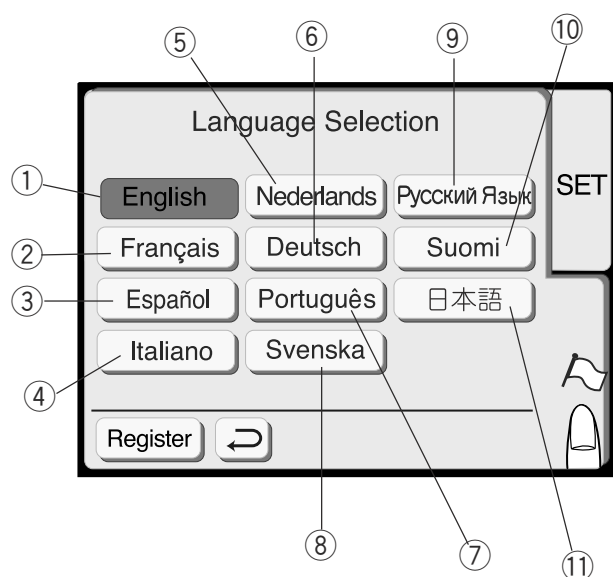 ⑤ ⑥ ⑨ ⑩
Language Selection
SET
① English Nederlands Русский Язык
② Français Deutsch Suomi
③ Español Português 日本語
④ Italiano Svenska
Register
⑧ ⑦ ⑪